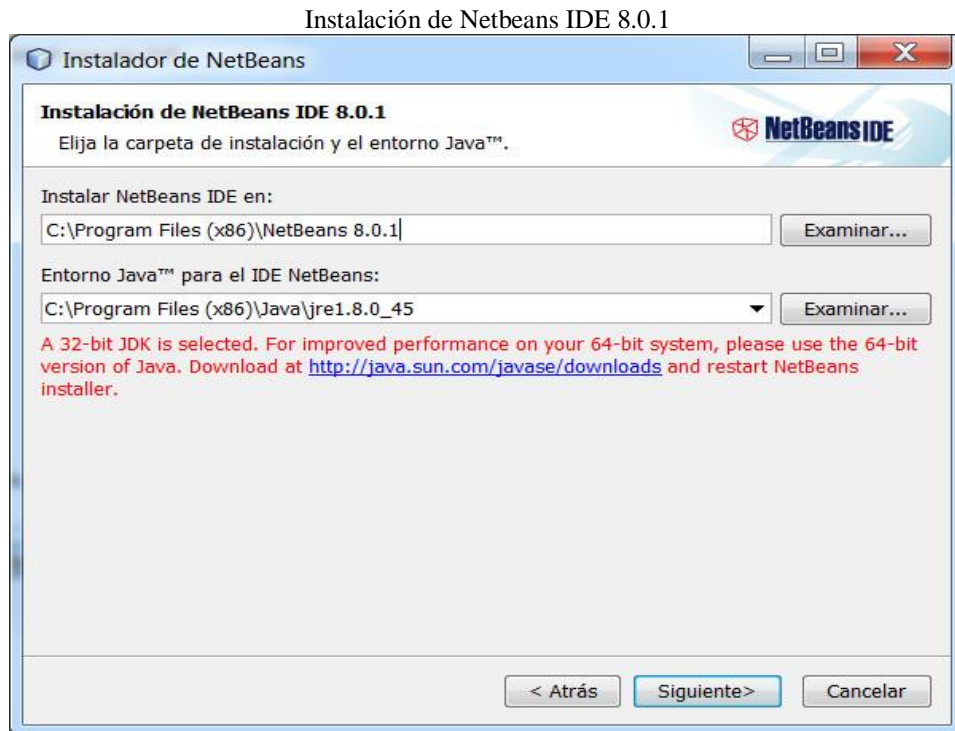 Instalación de Netbeans IDE 8.0.1
Instalador de NetBeans
Instalación de NetBeans IDE 8.0.1
Elija la carpeta de instalación y el entorno Java™.
NetBeans IDE
Instalar NetBeans IDE en:
C:\Program Files (x86)\NetBeans 8.0.1
Examinar...
Entorno Java™ para el IDE NetBeans:
C:\Program Files (x86)\Java\jre1.8.0_45
Examinar...
A 32-bit JDK is selected. For improved performance on your 64-bit system, please use the 64-bit
version of Java. Download at http://java.sun.com/javase/downloads and restart NetBeans
installer.
< Atrás
Siguiente>
Cancelar